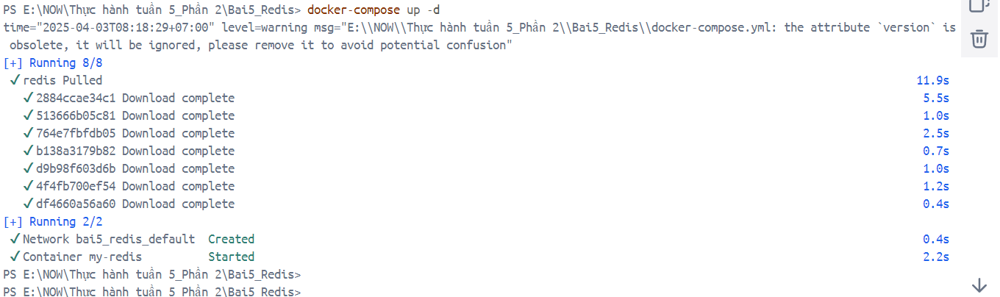 PS E:\NOW\Thực hành tuần 5_Phần 2\Bai5_Redis> docker-compose up -d
time="2025-04-03T08:18:29+07:00" level=warning msg="E:\\NOW\\Thực hành tuần 5_Phần 2\\Bai5_Redis\\docker-compose.yml: the attribute `version` is
obsolete, it will be ignored, please remove it to avoid potential confusion"
[+] Running 8/8
✓ redis Pulled 11.9s
✓ 2884ccae34c1 Download complete 5.5s
✓ 513666b05c81 Download complete 1.0s
✓ 764e7fbfdb05 Download complete 2.5s
✓ b138a3179b82 Download complete 0.7s
✓ d9b98f603d6b Download complete 1.0s
✓ 4f4fb700ef54 Download complete 1.2s
✓ df4660a56a60 Download complete 0.4s
[+] Running 2/2
✓ Network bai5_redis_default Created 0.4s
✓ Container my-redis Started 2.2s
PS E:\NOW\Thực hành tuần 5_Phần 2\Bai5_Redis>
PS E:\NOW\Thực hành tuần 5_Phần 2\Bai5_Redis>